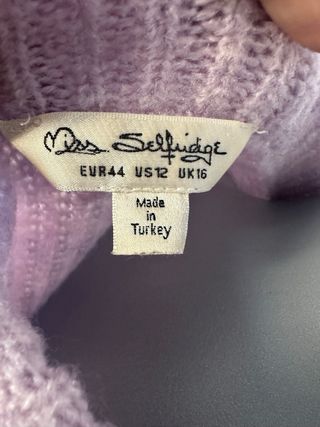 Miss Selfridge
EUR44 US12 UK16
Made
in
Turkey